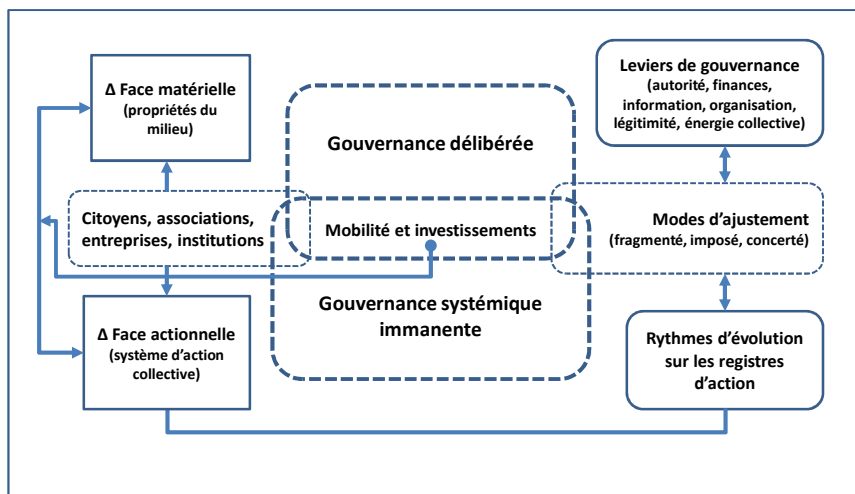 Δ Face matérielle
(propriétés du
milieu)
Gouvernance délibérée
Leviers de gouvernance
(autorité, finances,
information, organisation,
légitimité, énergie collective)
Citoyens, associations,
entreprises, institutions
Mobilité et investissements
Modes d’ajustement
(fragmenté, imposé, concerté)
Gouvernance systémique
immanente
Δ Face actionnelle
(système d’action
collective)
Rythmes d’évolution
sur les registres
d’action